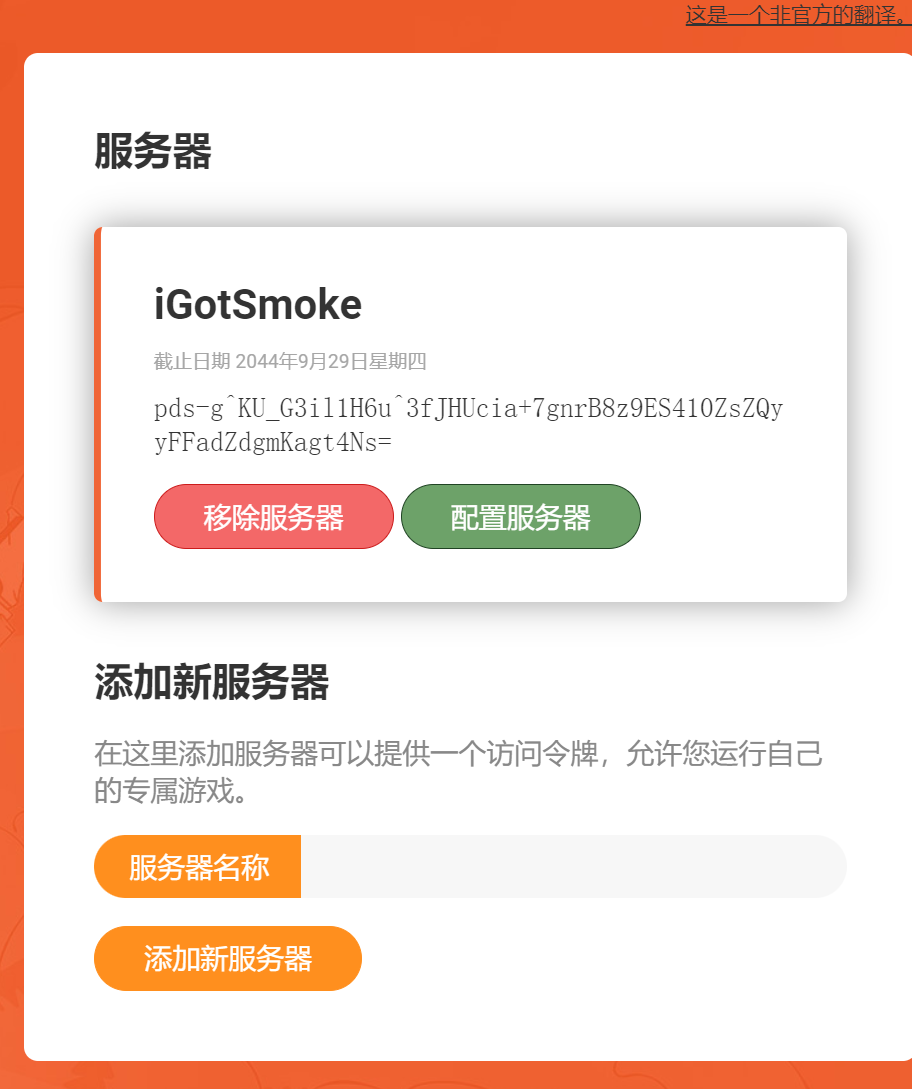 这是一个非官方的翻译。
服务器
iGotSmoke
截止日期 2044年9月29日星期四
pds-g^KU_G3il1H6u^3fJHUcia+7gnrB8z9ES41OZsZQy
yFFadZdgmKagt4Ns=
移除服务器 配置服务器
添加新服务器
在这里添加服务器可以提供一个访问令牌，允许您运行自己
的专属游戏。
服务器名称
添加新服务器